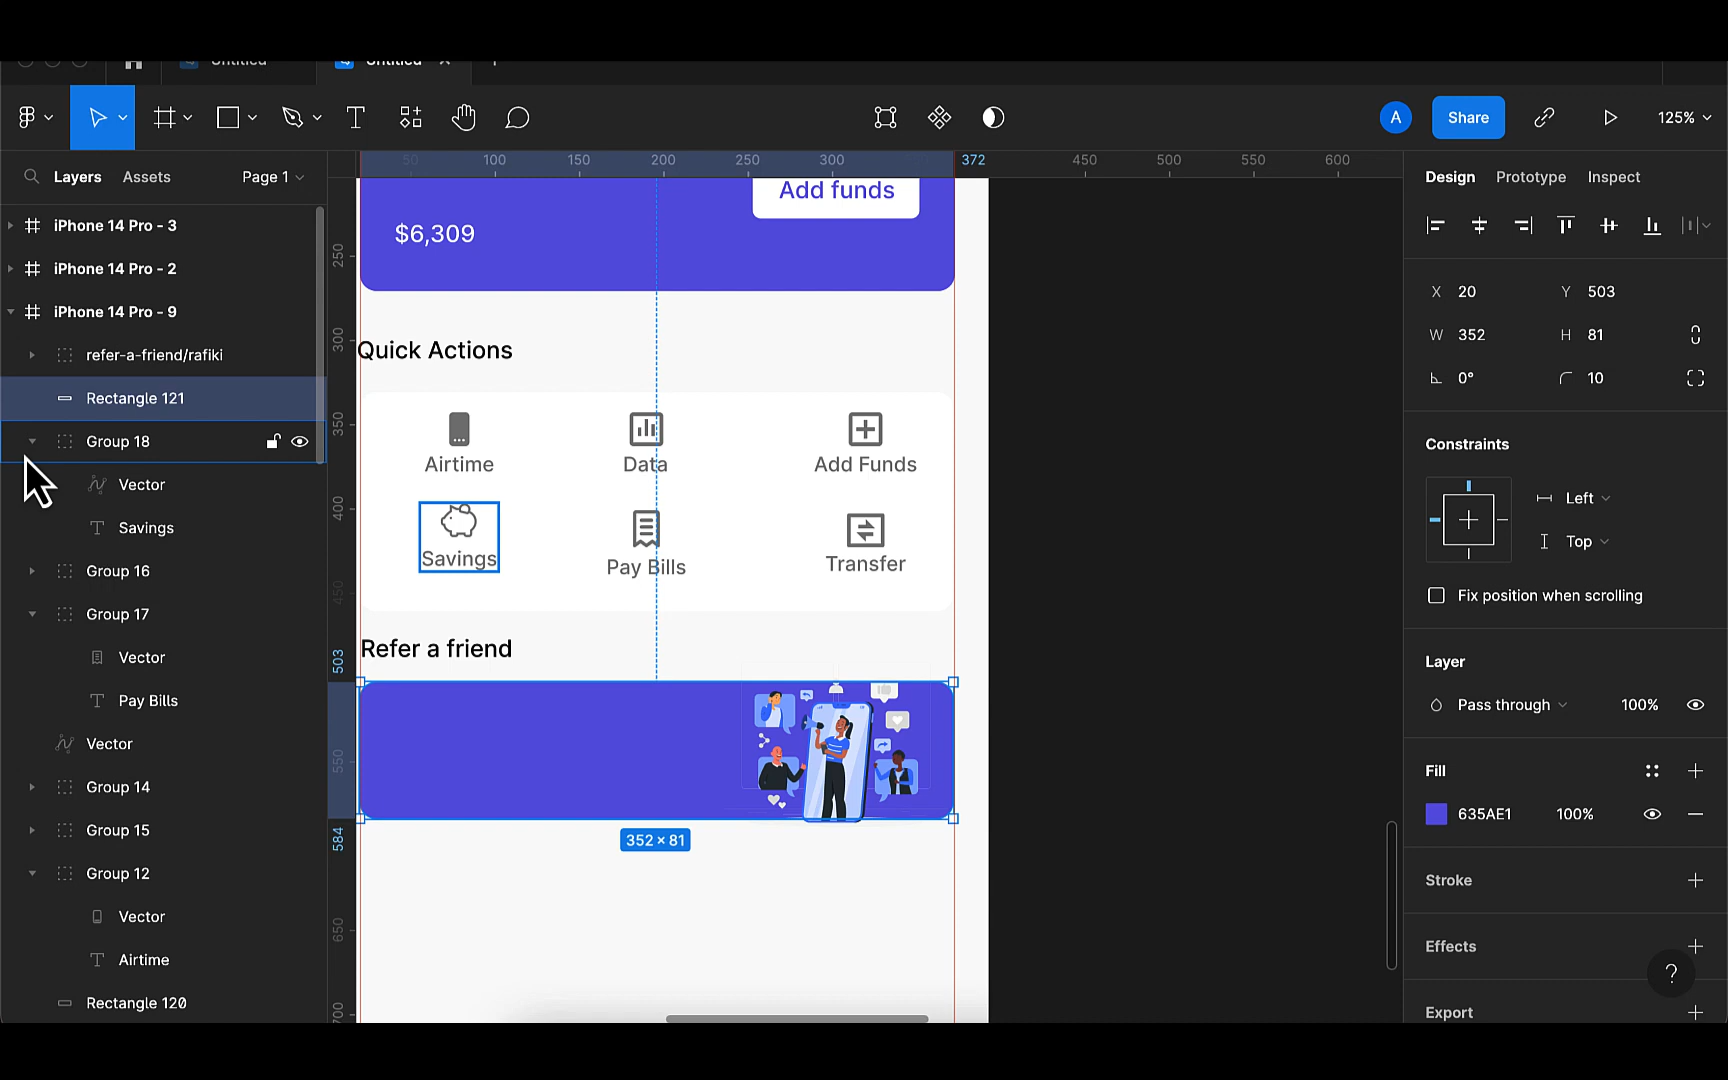 Untitled
Untitled
Share
125%
Layers
Assets
Page 1
50
100
150
200
250
300
372
450
500
550
600
Design
Prototype
Inspect
iPhone 14 Pro - 3
iPhone 14 Pro - 2
iPhone 14 Pro - 9
refer-a-friend/rafiki
Rectangle 121
Group 18
Vector
Savings
Group 16
Group 17
Vector
Pay Bills
Vector
Group 14
Group 15
Group 12
Vector
Airtime
Rectangle 120
250
300
350
400
450
503
550
584
650
700
Add funds
$6,309
Quick Actions
Airtime
Data
Add Funds
Savings
Pay Bills
Transfer
Refer a friend
352 × 81
A
X 20
Y 503
W 352
H 81
0°
10
Constraints
Left
Top
Fix position when scrolling
Layer
Pass through
100%
Fill
635AE1
100%
Stroke
Effects
?
Export